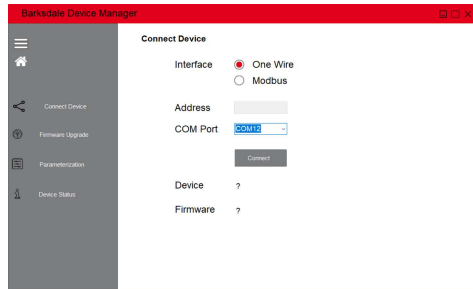 Barksdale Device Manager
Connect Device
Interface One Wire
Modbus
Address
COM Port COM12
Connect
Device ?
Firmware ?
Connect Device
Firmware Upgrade
Parameterization
Device Status